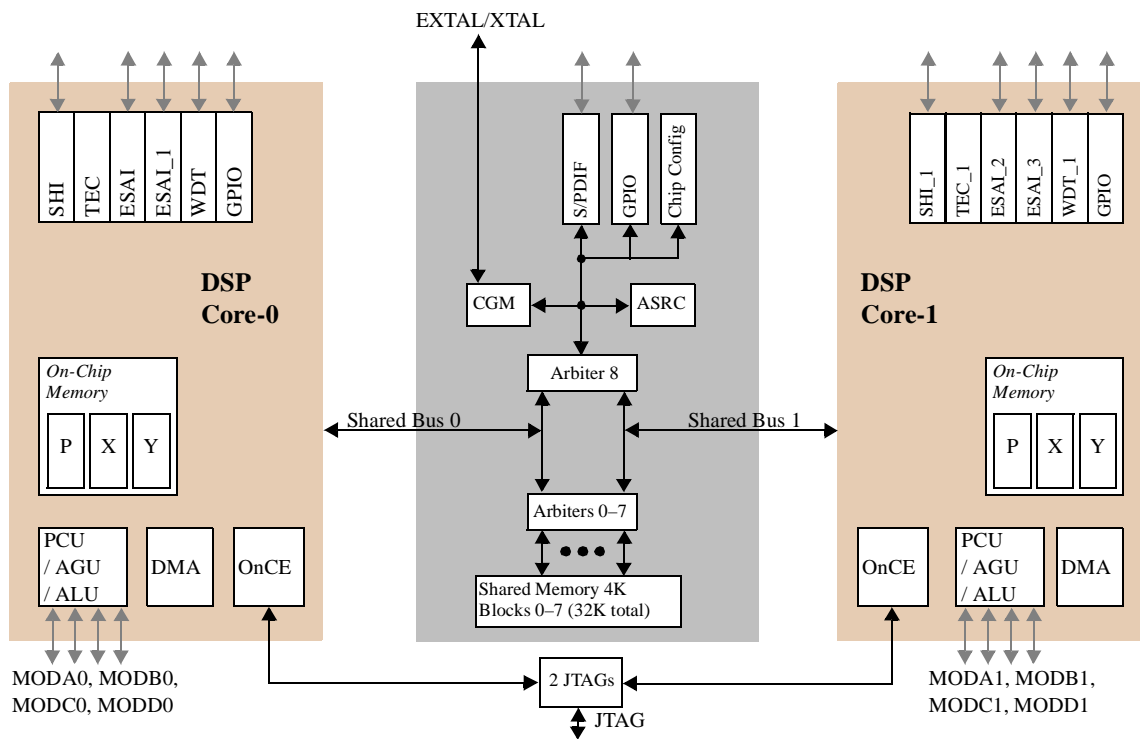 EXTAL/XTAL
SHI
TEC
ESAI
ESAI_1
WDT
GPIO
S/PDIF
GPIO
Chip Config
SHI_1
TEC_1
ESAI_2
ESAI_3
WDT_1
GPIO
DSP
Core-0
CGM
ASRC
DSP
Core-1
Arbiter 8
On-Chip
Memory
P
X
Y
Shared Bus 0
Shared Bus 1
On-Chip
Memory
P
X
Y
Arbiters 0–7
PCU
/ AGU
/ ALU
DMA
OnCE
Shared Memory 4K
Blocks 0–7 (32K total)
OnCE
PCU
/ AGU
/ ALU
DMA
MODA0, MODB0,
MODC0, MODD0
2 JTAGs
JTAG
MODA1, MODB1,
MODC1, MODD1